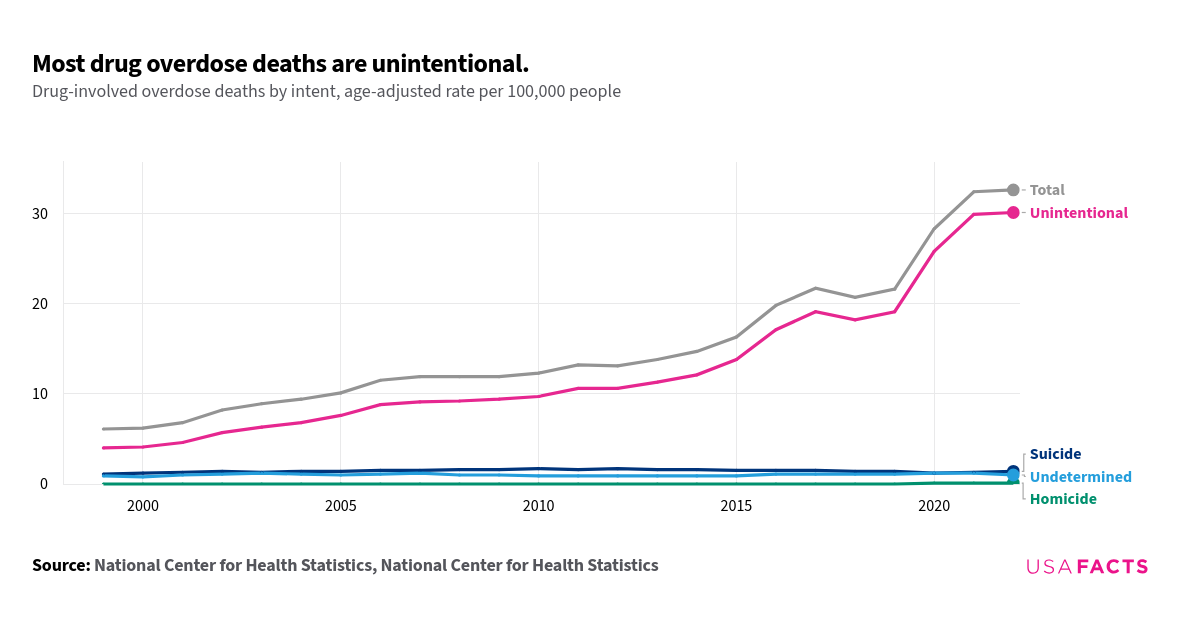 Most drug overdose deaths are unintentional.
Drug-involved overdose deaths by intent, age-adjusted rate per 100,000 people
30
20
10
0
2000 2005 2010 2015 2020
Total
Unintentional
Suicide
Undetermined
Homicide
Source: National Center for Health Statistics, National Center for Health Statistics
USAFACTS